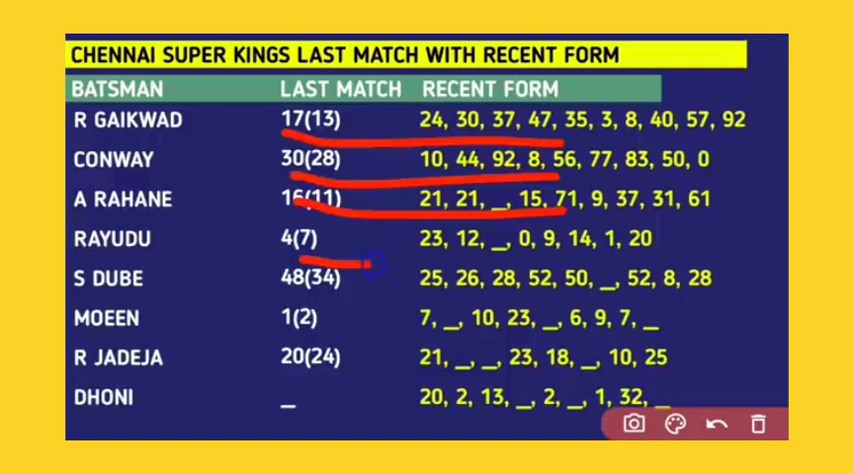 CHENNAI SUPER KINGS LAST MATCH WITH RECENT FORM
BATSMAN LAST MATCH RECENT FORM
R GAIKWAD 17(13) 24, 30, 37, 47, 35, 3, 8, 40, 57, 92
CONWAY 30(28) 10, 44, 92, 8, 56, 77, 83, 50, 0
A RAHANE 16(11) 21, 21, _, 15, 71, 9, 37, 31, 61
RAYUDU 4(7) 23, 12, _, 0, 9, 14, 1, 20
S DUBE 48(34) 25, 26, 28, 52, 50, _, 52, 8, 28
MOEEN 1(2) 7, _, 10, 23, _, 6, 9, 7, _
R JADEJA 20(24) 21, _, _, 23, 18, _, 10, 25
DHONI _ 20, 2, 13, _, 2, _, 1, 32, _